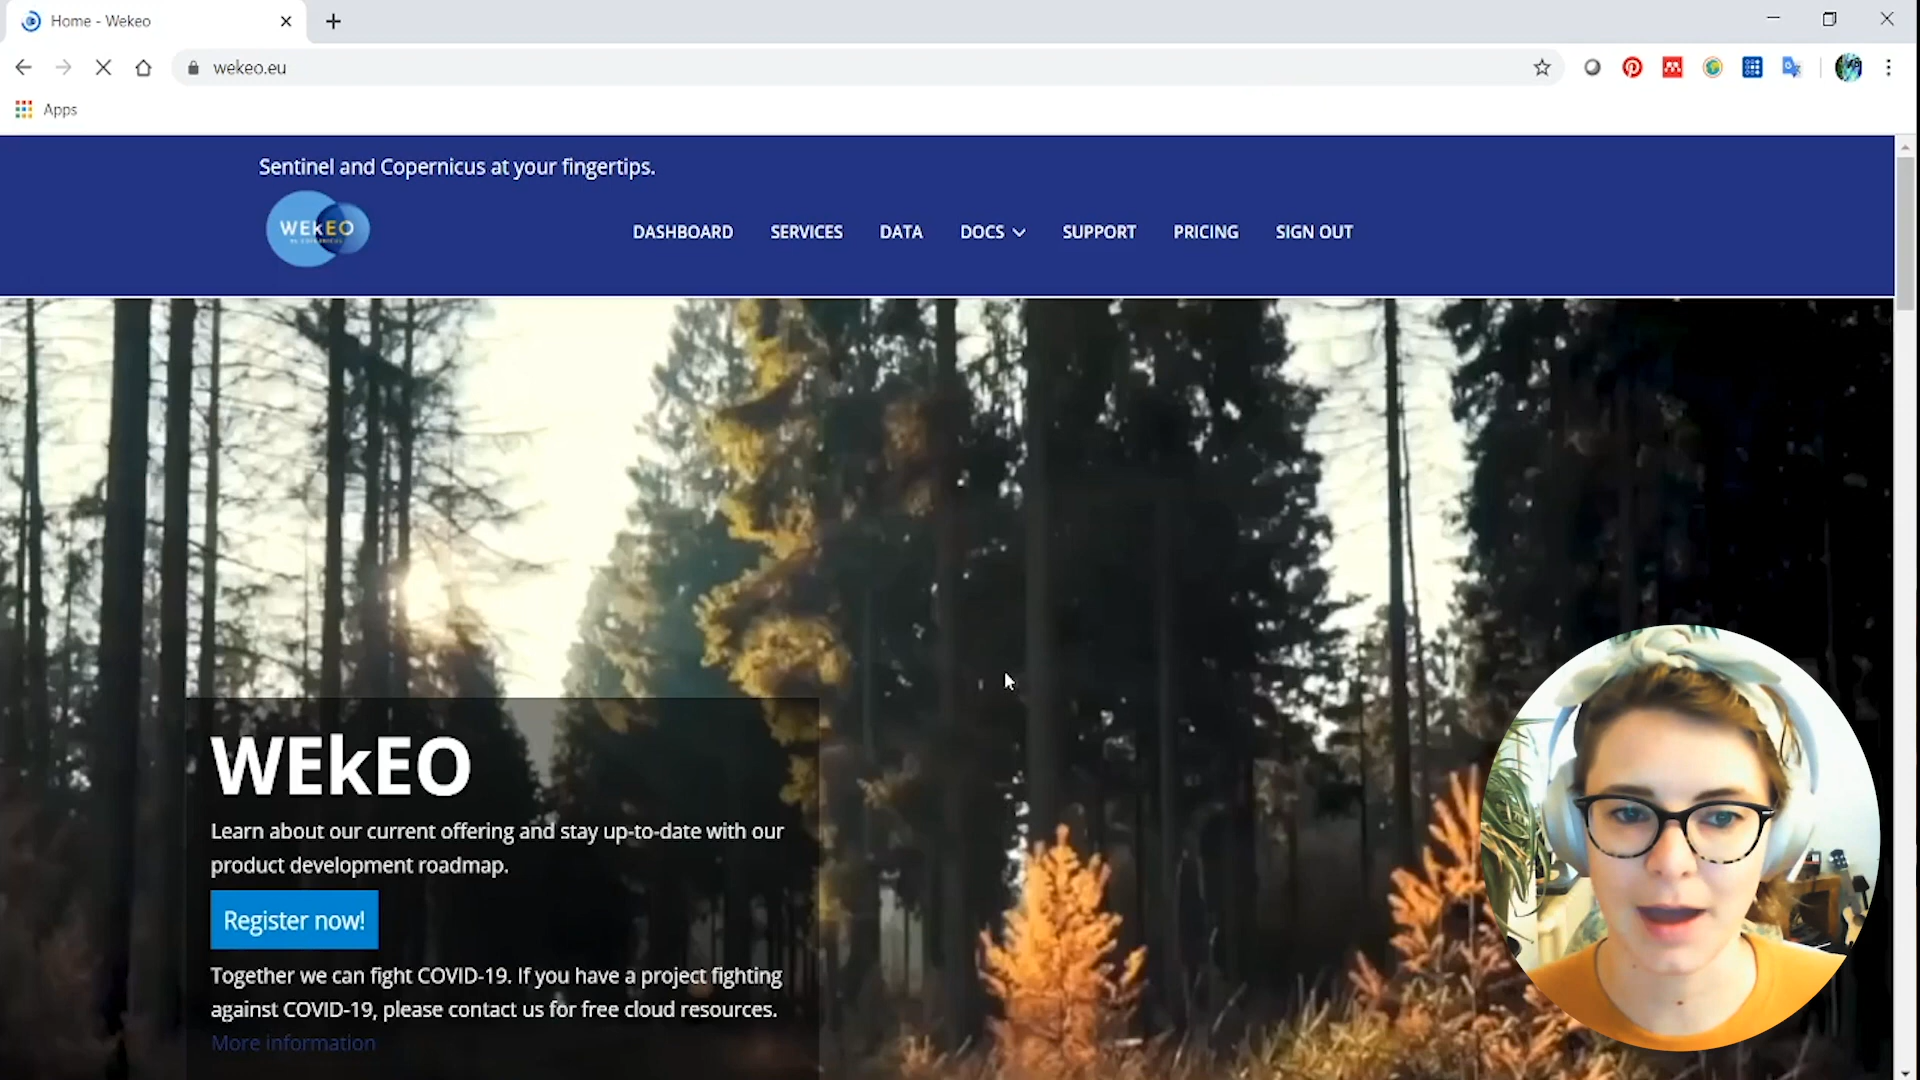 Home - Wekeo
wekeo.eu
Apps
Sentinel and Copernicus at your fingertips.
WEkEO
DASHBOARD SERVICES DATA DOCS SUPPORT PRICING SIGN OUT
WEkEO
Learn about our current offering and stay up-to-date with our
product development roadmap.
Register now!
Together we can fight COVID-19. If you have a project fighting
against COVID-19, please contact us for free cloud resources.
More information